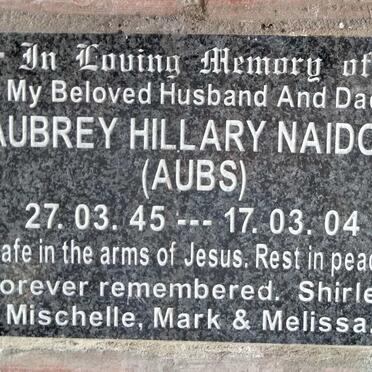 In Loving Memory of
My Beloved Husband And Dad
AUBREY HILLARY NAIDO
(AUBS)
27. 03. 45 --- 17. 03. 04
afe in the arms of Jesus. Rest in peac
orever remembered. Shirle
Mischelle, Mark & Melissa.